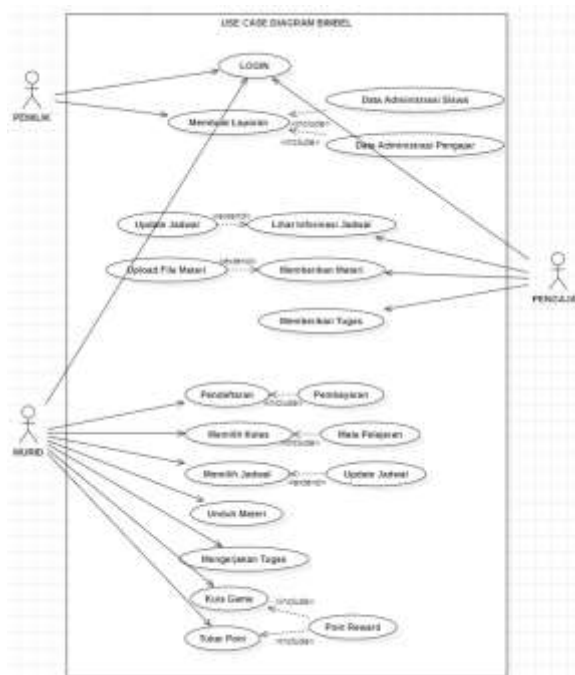 USE CASE DIAGRAM BIMBEL
LOGIN
PEMILIK
Data Administrasi Siswa
Membuat Laporan
<include>
Data Administrasi Pengajar
<include>
<extend>
Update Jadwal
Lihat Informasi Jadwal
<extend>
Upload File Materi
Memberikan Materi
PENGAJA
Memberikan Tugas
Pendaftaran
Pembayaran
<include>
MURID
Memilih Kelas
Mata Pelajaran
<include>
Memilih Jadwal
Update Jadwal
<extend>
Unduh Materi
Mengerjakan Tugas
Kuis Game
<include>
Point Reward
Tukar Poin
<include>